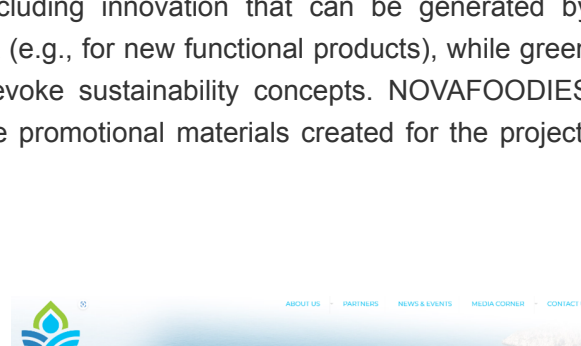 cluding innovation that can be generated by
(e.g., for new functional products), while green
evoke sustainability concepts. NOVAFOODIES
e promotional materials created for the project
ABOUT US - PARTNERS NEWS & EVENTS MEDIA CORNER - CONTACT